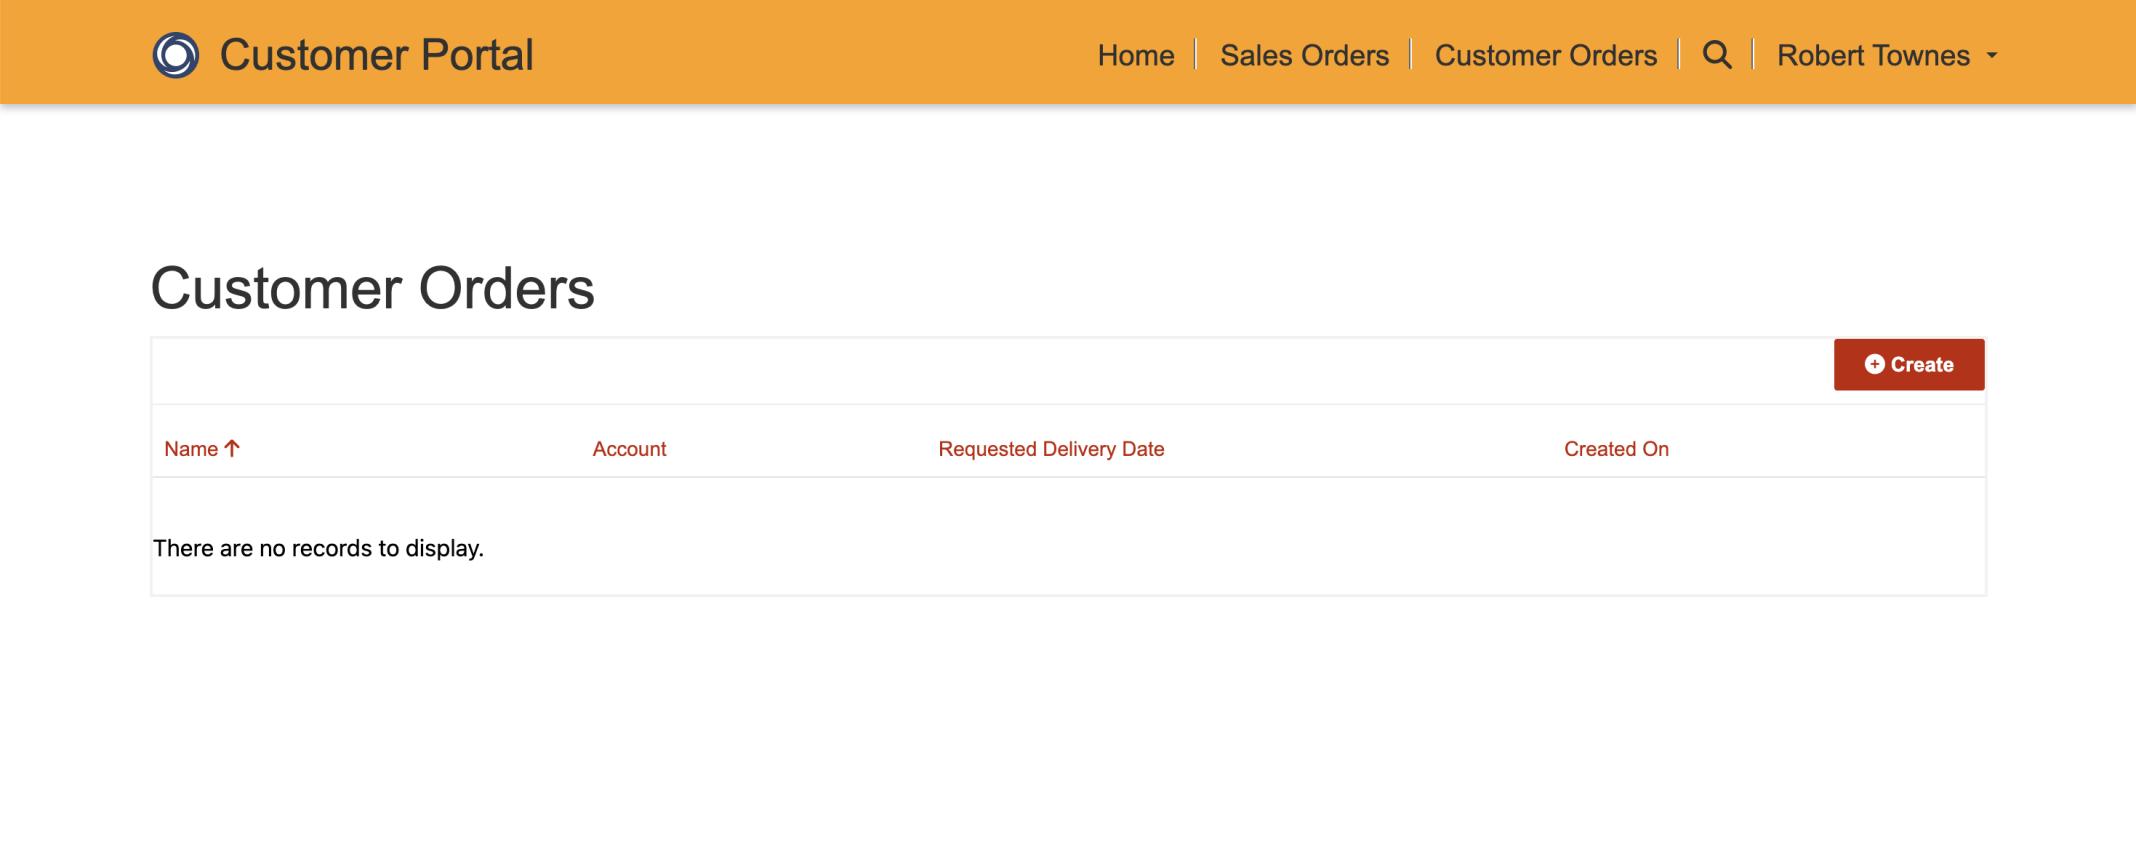 Customer Portal Home Sales Orders Customer Orders Robert Townes
Customer Orders
Create
Name Account Requested Delivery Date Created On
There are no records to display.